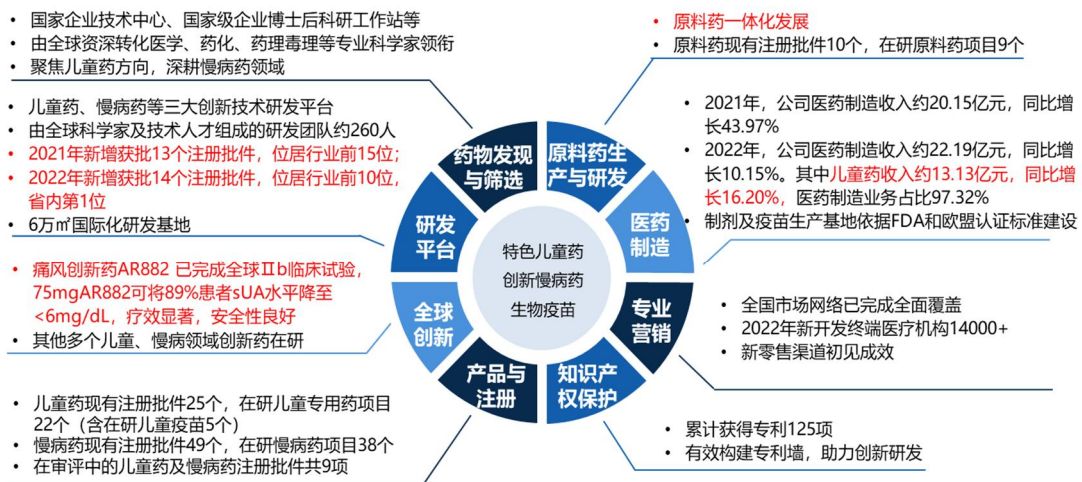 国家企业技术中心、国家级企业博士后科研工作站等
由全球资深转化医学、药化、药理毒理等专业科学家领衔
聚焦儿童药方向，深耕慢病药领域
儿童药、慢病药等三大创新技术研发平台
由全球科学家及技术人才组成的研发团队约260人
2021年新增获批13个注册批件，位居行业前15位；
2022年新增获批14个注册批件，位居行业前10位，
省内第1位
6万㎡国际化研发基地
痛风创新药AR882 已完成全球Ⅱb临床试验，
75mgAR882可将89%患者sUA水平降至
<6mg/dL，疗效显著，安全性良好
其他多个儿童、慢病领域创新药在研
儿童药现有注册批件25个，在研儿童专用药项目
22个（含在研儿童疫苗5个）
慢病药现有注册批件49个，在研慢病药项目38个
在审评中的儿童药及慢病药注册批件共9项
药物发现
与筛选
原料药生
产与研发
研发
平台
医药
制造
全球
创新
专业
营销
产品与
注册
知识产
权保护
特色儿童药
创新慢病药
生物疫苗
原料药一体化发展
原料药现有注册批件10个，在研原料药项目9个
2021年，公司医药制造收入约20.15亿元，同比增
长43.97%
2022年，公司医药制造收入约22.19亿元，同比增
长10.15%。其中儿童药收入约13.13亿元，同比增
长16.20%，医药制造业务占比97.32%
制剂及疫苗生产基地依据FDA和欧盟认证标准建设
全国市场网络已完成全面覆盖
2022年新开发终端医疗机构14000+
新零售渠道初见成效
累计获得专利125项
有效构建专利墙，助力创新研发